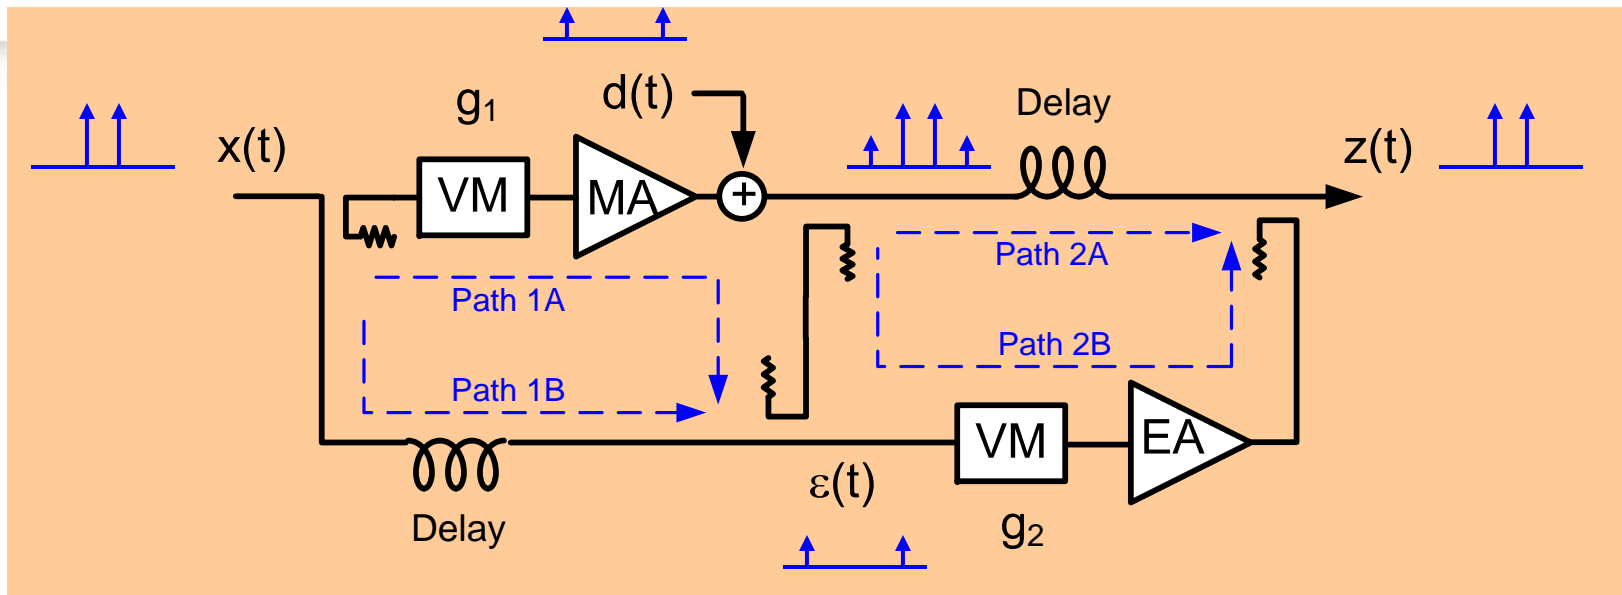 d(t)
Delay
g1
x(t)
z(t)
VM
MA
+
Path 1A
Path 2A
Path 1B
Path 2B
VM
EA
ε(t)
Delay
g2